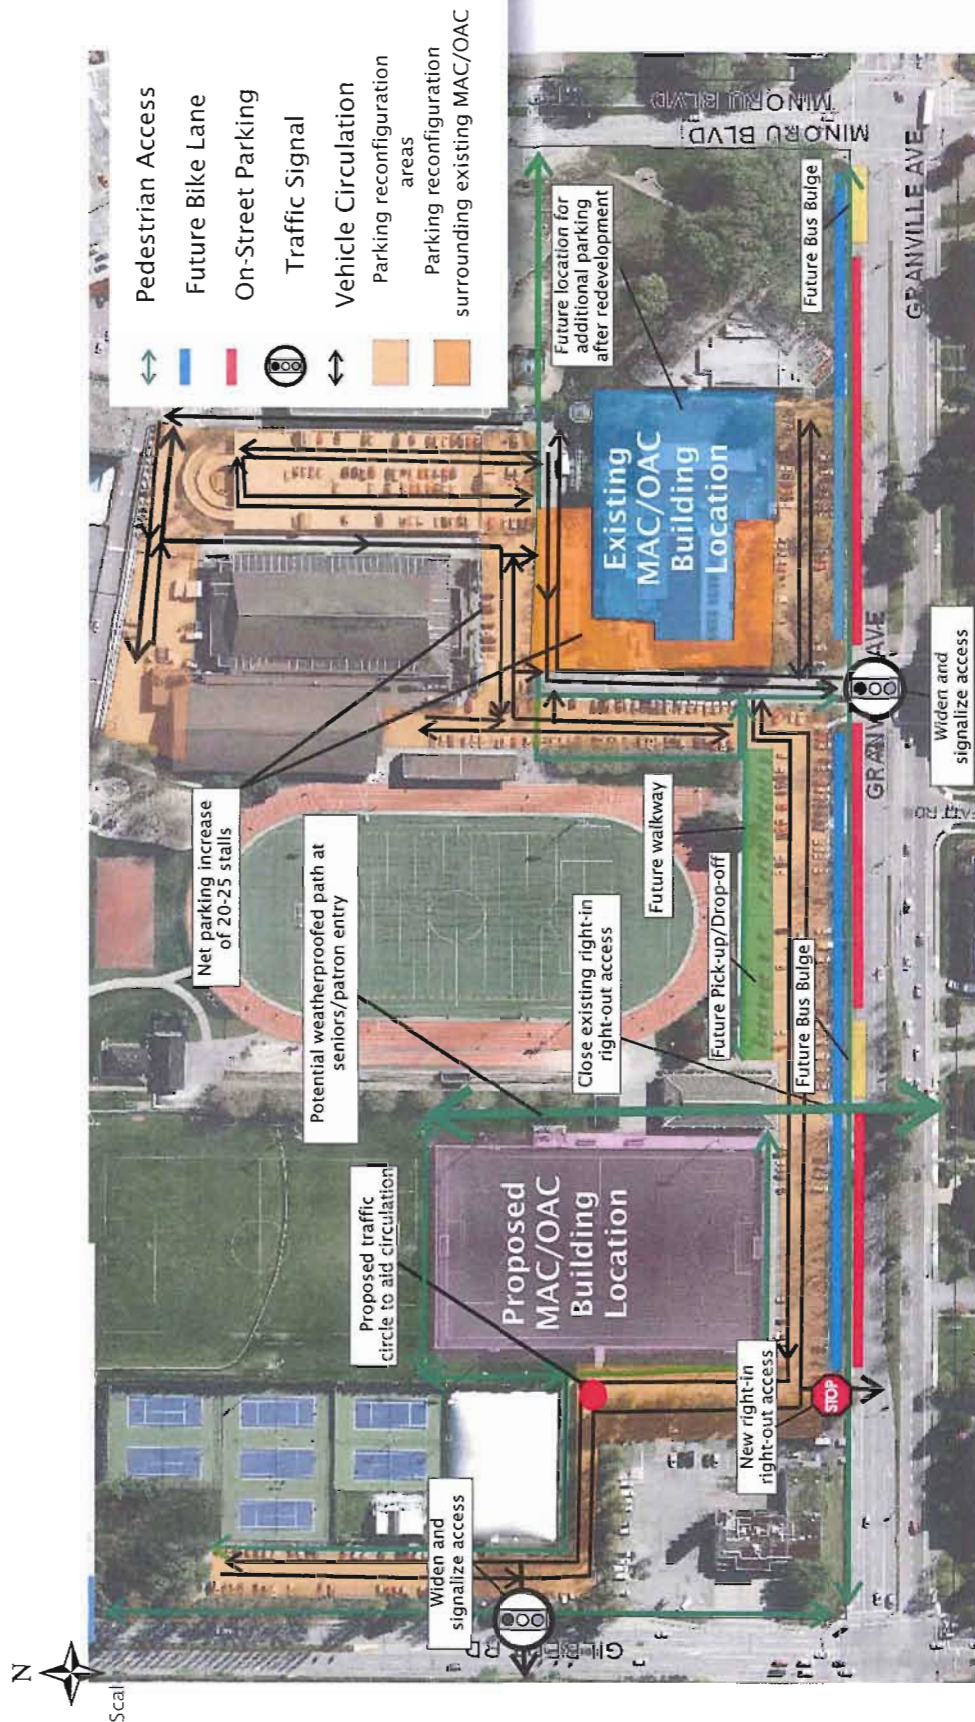 N
Scal
Pedestrian Access
Future Bike Lane
On-Street Parking
Traffic Signal
Vehicle Circulation
Parking reconfiguration
areas
Parking reconfiguration
surrounding existing MAC/OAC
Net parking increase
of 20-25 stalls
Potential weatherproofed path at
seniors/patron entry
Proposed traffic
circle to aid circulation
Widen and
signalize access
Proposed
MAC/OAC
Building
Location
Close existing right-in
right-out access
Future walkway
Future Pick-up/Drop-off
Future Bus Bulge
New right-in
right-out access
STOP
Existing
MAC/OAC
Building
Location
Future location for
additional parking
after redevelopment
Future Bus Bulge
Widen and
signalize access
MINORU BLVD
MINORU BLVD
GRANVILLE AVE
AVE